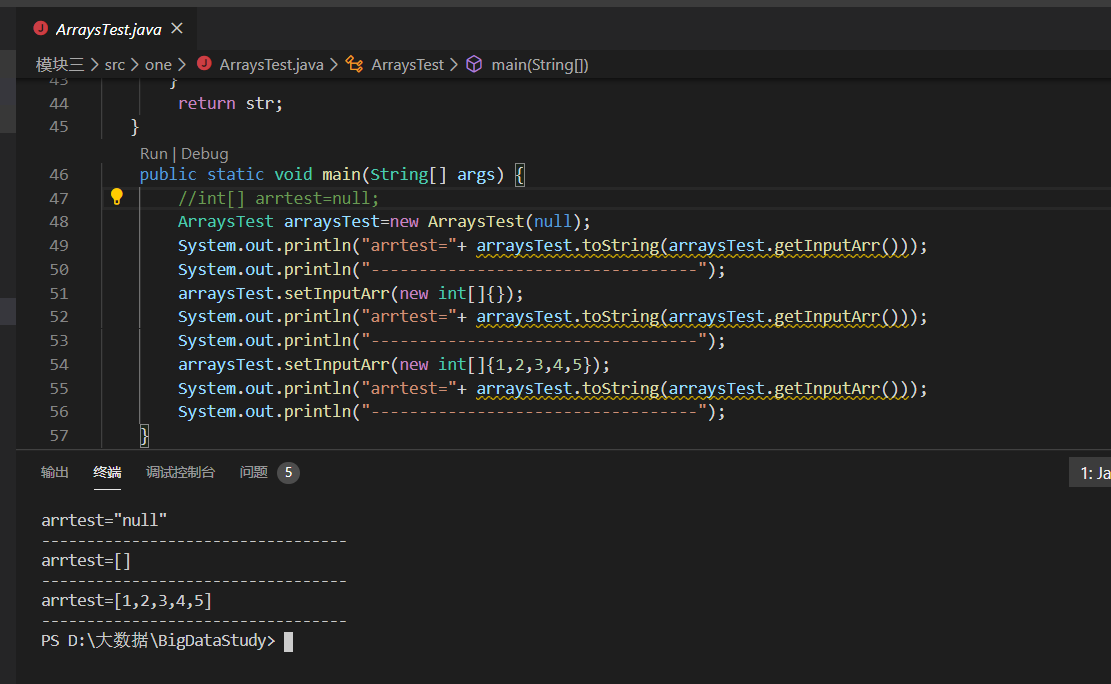 ArraysTest.java ×
模块三 > src > one > ArraysTest.java > ArraysTest > main(String[])
43 }
44 return str;
45 }
Run | Debug
46 public static void main(String[] args) {
47 //int[] arrtest=null;
48 ArraysTest arraysTest=new ArraysTest(null);
49 System.out.println("arrtest="+ arraysTest.toString(arraysTest.getInputArr()));
50 System.out.println("----------------------------------");
51 arraysTest.setInputArr(new int[]{});
52 System.out.println("arrtest="+ arraysTest.toString(arraysTest.getInputArr()));
53 System.out.println("----------------------------------");
54 arraysTest.setInputArr(new int[]{1,2,3,4,5});
55 System.out.println("arrtest="+ arraysTest.toString(arraysTest.getInputArr()));
56 System.out.println("----------------------------------");
57 }
输出 终端 调试控制台 问题 5 1: Ja
arrtest="null"
----------------------------------
arrtest=[]
----------------------------------
arrtest=[1,2,3,4,5]
----------------------------------
PS D:\大数据\BigDataStudy>